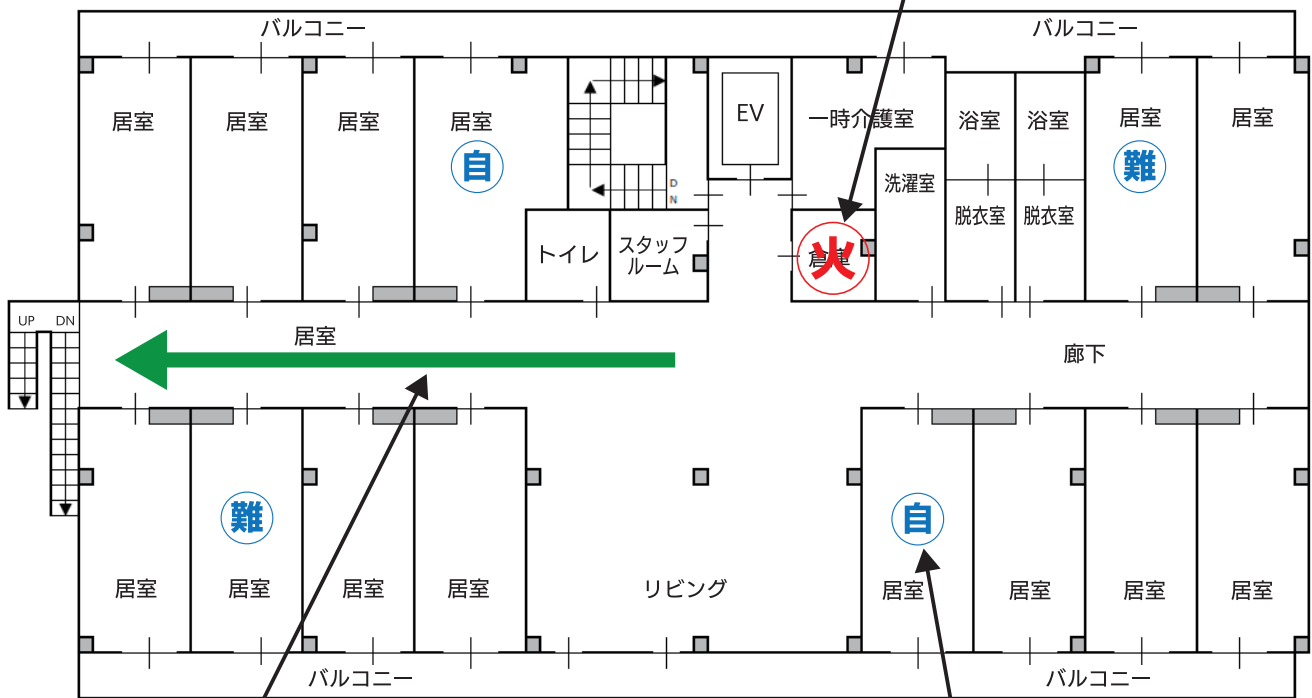 バルコニー
バルコニー
居室
居室
居室
居室
自
EV
一時介護室
浴室
浴室
居室
難
居室
洗濯室
D
N
脱衣室
脱衣室
トイレ
スタッフ
ルーム
倉庫
火
UP
DN
居室
廊下
難
自
居室
居室
居室
居室
リビング
居室
居室
居室
居室
バルコニー
バルコニー